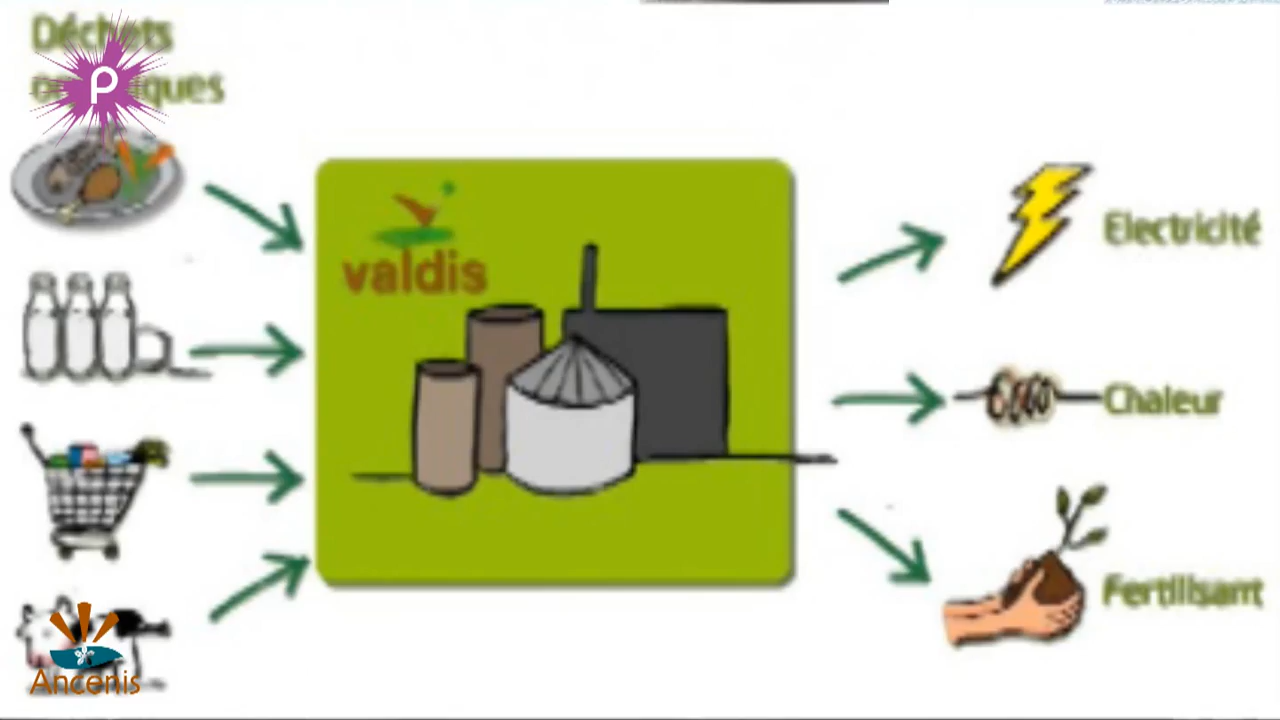 Déchets
valdis
Electricité
Chaleur
Fertilisant
Ancenis